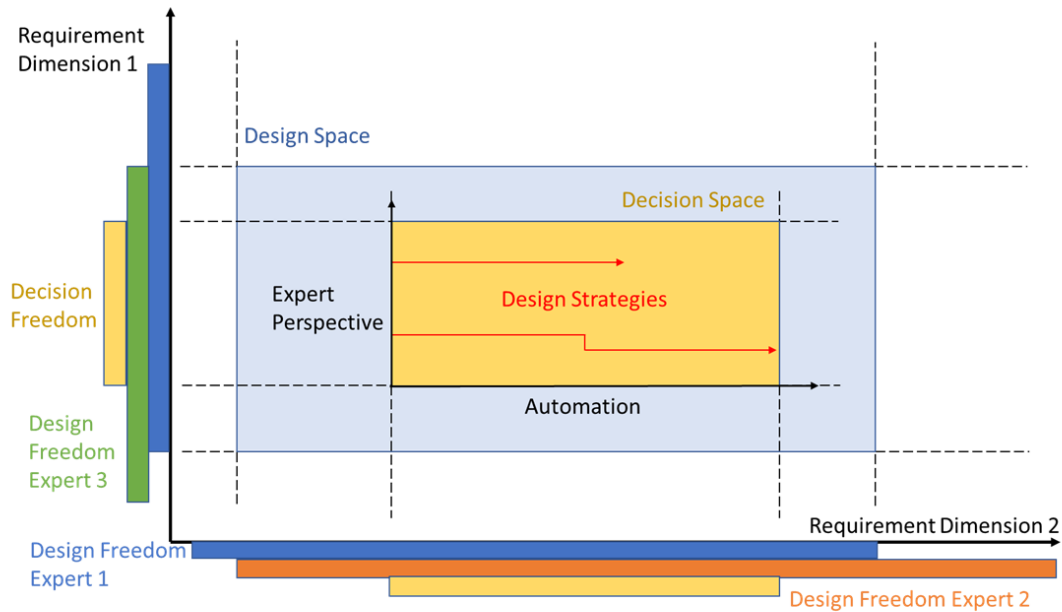 Requirement
Dimension 1
Design Space
Decision Space
Decision
Freedom
Expert
Perspective
Design Strategies
Automation
Design
Freedom
Expert 3
Requirement Dimension 2
Design Freedom
Expert 1
Design Freedom Expert 2